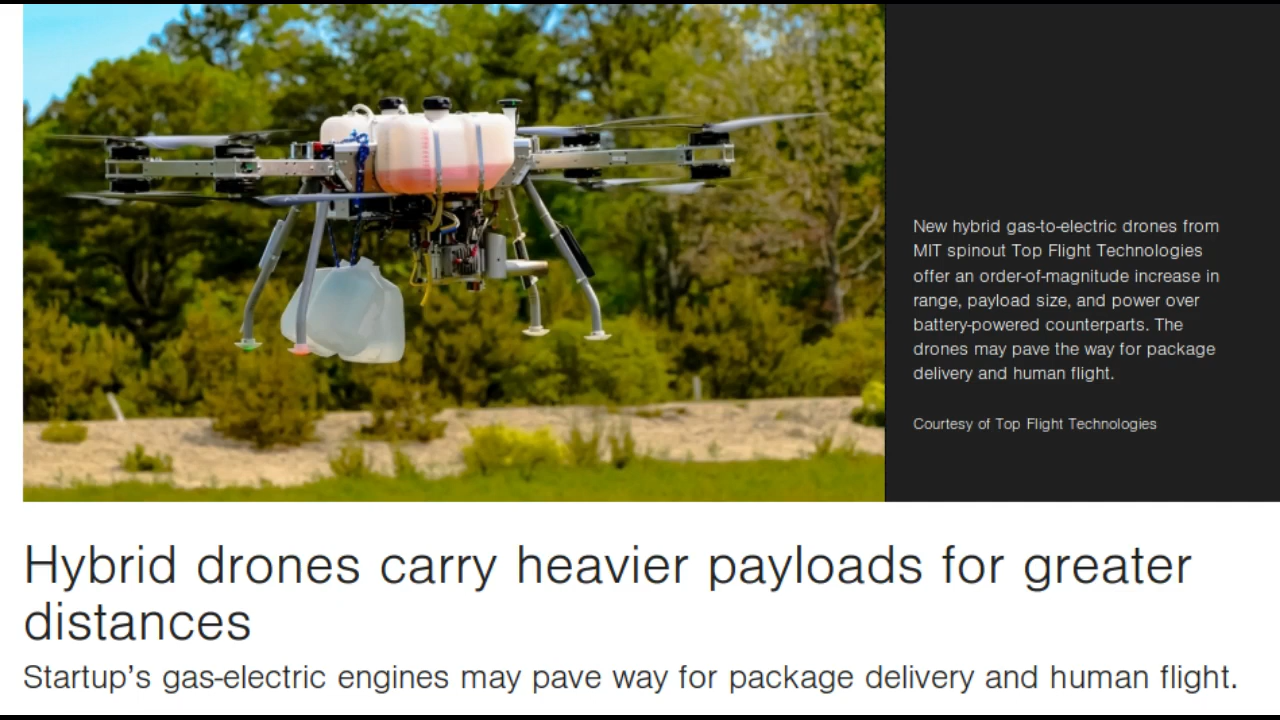 New hybrid gas-to-electric drones from
MIT spinout Top Flight Technologies
offer an order-of-magnitude increase in
range, payload size, and power over
battery-powered counterparts. The
drones may pave the way for package
delivery and human flight.
Courtesy of Top Flight Technologies
Hybrid drones carry heavier payloads for greater
distances
Startup’s gas-electric engines may pave way for package delivery and human flight.